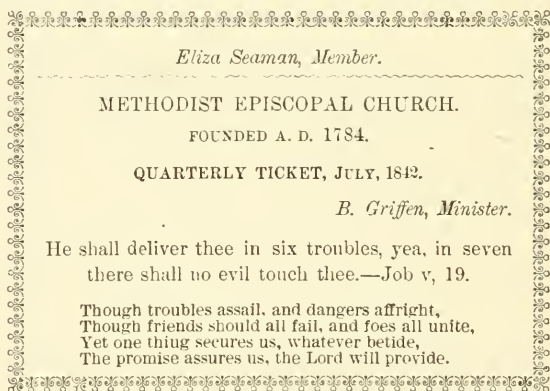 Eliza Seaman, Member.
METHODIST EPISCOPAL CHURCH.
FOUNDED A. D. 1784.
QUARTERLY TICKET, JULY, 1842.
B. Griffen, Minister.
He shall deliver thee in six troubles, yea, in seven
there shall no evil touch thee.—Job v, 19.
Though troubles assail, and dangers affright,
Though friends should all fail, and foes all unite,
Yet one thing secures us, whatever betide,
The promise assures us, the Lord will provide.